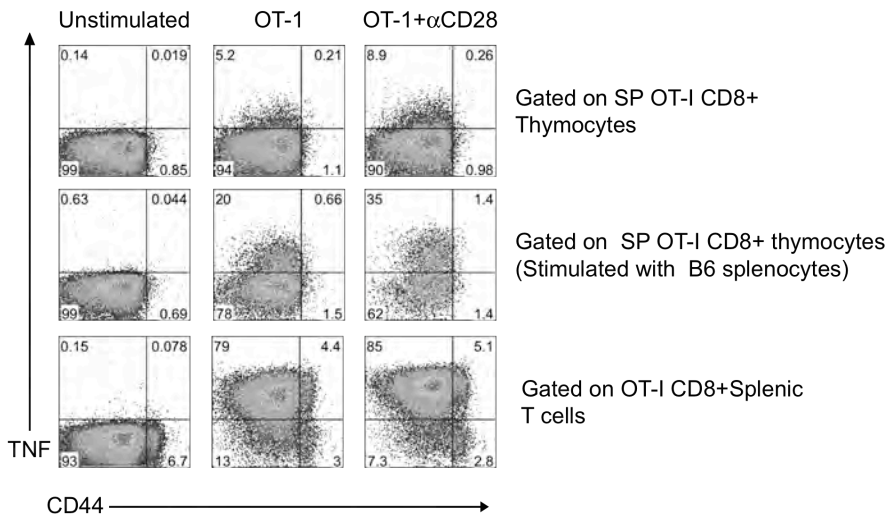 Unstimulated OT-1 OT-1+αCD28
0.14 0.019 5.2 0.21 8.9 0.26
Gated on SP OT-I CD8+
Thymocytes
99 0.85 94 1.1 90 0.98
0.63 0.044 20 0.66 35 1.4
Gated on SP OT-I CD8+ thymocytes
(Stimulated with B6 splenocytes)
99 0.69 78 1.5 62 1.4
0.15 0.078 79 4.4 85 5.1
Gated on OT-I CD8+Splenic
T cells
93 6.7 13 3 7.3 2.8
TNF
CD44